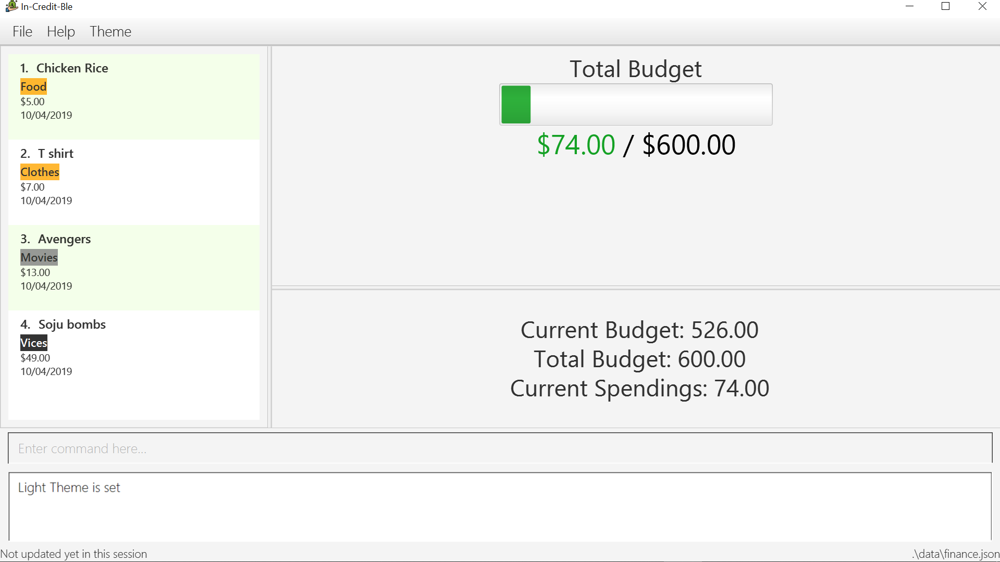 In-Credit-Ble
File Help Theme
1. Chicken Rice
Food
$5.00
10/04/2019
2. T shirt
Clothes
$7.00
10/04/2019
3. Avengers
Movies
$13.00
10/04/2019
4. Soju bombs
Vices
$49.00
10/04/2019
Total Budget
$74.00 / $600.00
Current Budget: 526.00
Total Budget: 600.00
Current Spendings: 74.00
Enter command here...
Light Theme is set
Not updated yet in this session
.\data\finance.json